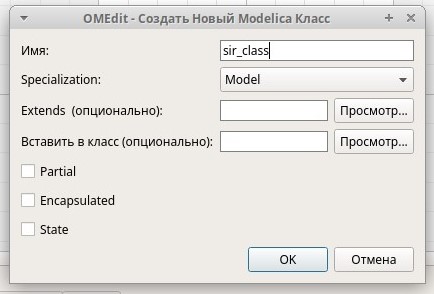 OMEdit - Создать Новый Modelica Класс
Имя: sir_class
Specialization: Model
Extends (опционально): Просмотр...
Вставить в класс (опционально): Просмотр...
Partial
Encapsulated
State
OK Отмена